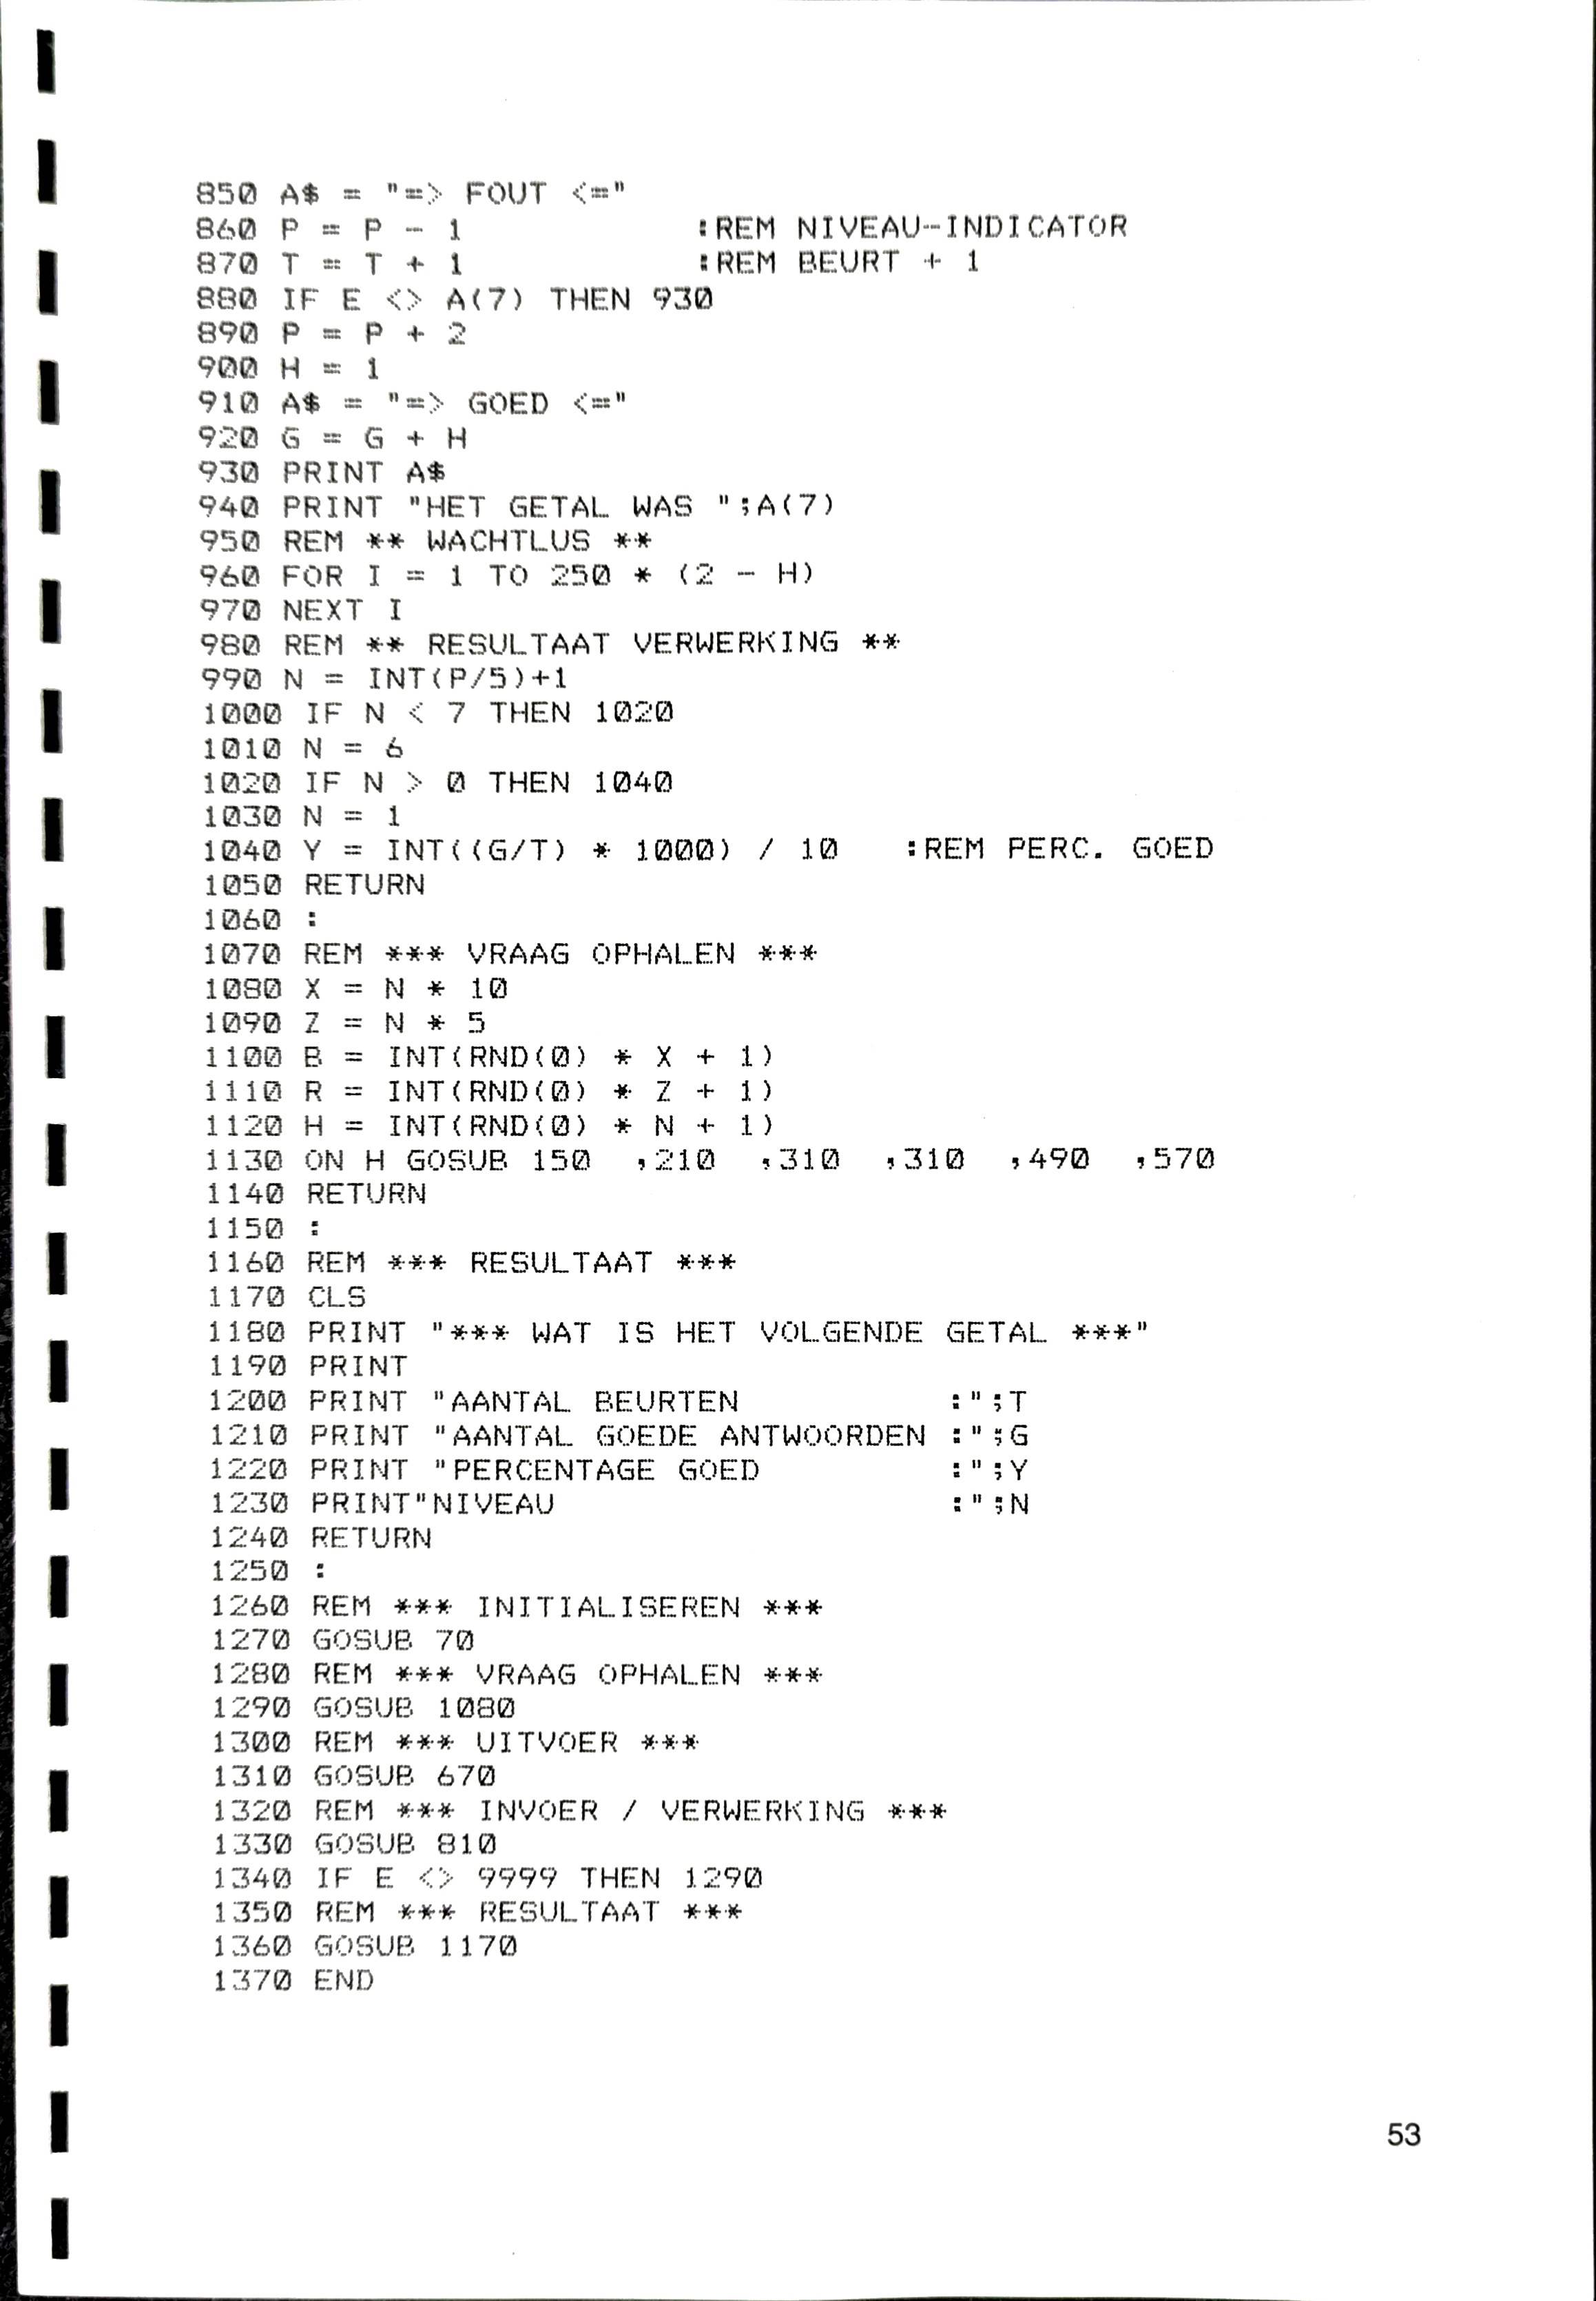 850 A$ = "=> FOUT <="
860 P = P - 1 :REM NIVEAU-INDICATOR
870 T = T + 1 :REM BEURT + 1
880 IF E <> A(7) THEN 930
890 P = P + 2
900 H = 1
910 A$ = "=> GOED <="
920 G = G + H
930 PRINT A$
940 PRINT "HET GETAL WAS ";A(7)
950 REM ** WACHTLUS **
960 FOR I = 1 TO 250 * (2 - H)
970 NEXT I
980 REM ** RESULTAAT VERWERKING **
990 N = INT(P/5)+1
1000 IF N < 7 THEN 1020
1010 N = 6
1020 IF N > 0 THEN 1040
1030 N = 1
1040 Y = INT((G/T) * 1000) / 10 :REM PERC. GOED
1050 RETURN
1060 :
1070 REM *** VRAAG OPHALEN ***
1080 X = N * 10
1090 Z = N * 5
1100 B = INT(RND(0) * X + 1)
1110 R = INT(RND(0) * Z + 1)
1120 H = INT(RND(0) * N + 1)
1130 ON H GOSUB 150 ,210 ,310 ,310 ,490 ,570
1140 RETURN
1150 :
1160 REM *** RESULTAAT ***
1170 CLS
1180 PRINT "*** WAT IS HET VOLGENDE GETAL ***"
1190 PRINT
1200 PRINT "AANTAL BEURTEN :";T
1210 PRINT "AANTAL GOEDE ANTWOORDEN :";G
1220 PRINT "PERCENTAGE GOED :";Y
1230 PRINT"NIVEAU :";N
1240 RETURN
1250 :
1260 REM *** INITIALISEREN ***
1270 GOSUB 70
1280 REM *** VRAAG OPHALEN ***
1290 GOSUB 1080
1300 REM *** UITVOER ***
1310 GOSUB 670
1320 REM *** INVOER / VERWERKING ***
1330 GOSUB 810
1340 IF E <> 9999 THEN 1290
1350 REM *** RESULTAAT ***
1360 GOSUB 1170
1370 END
53